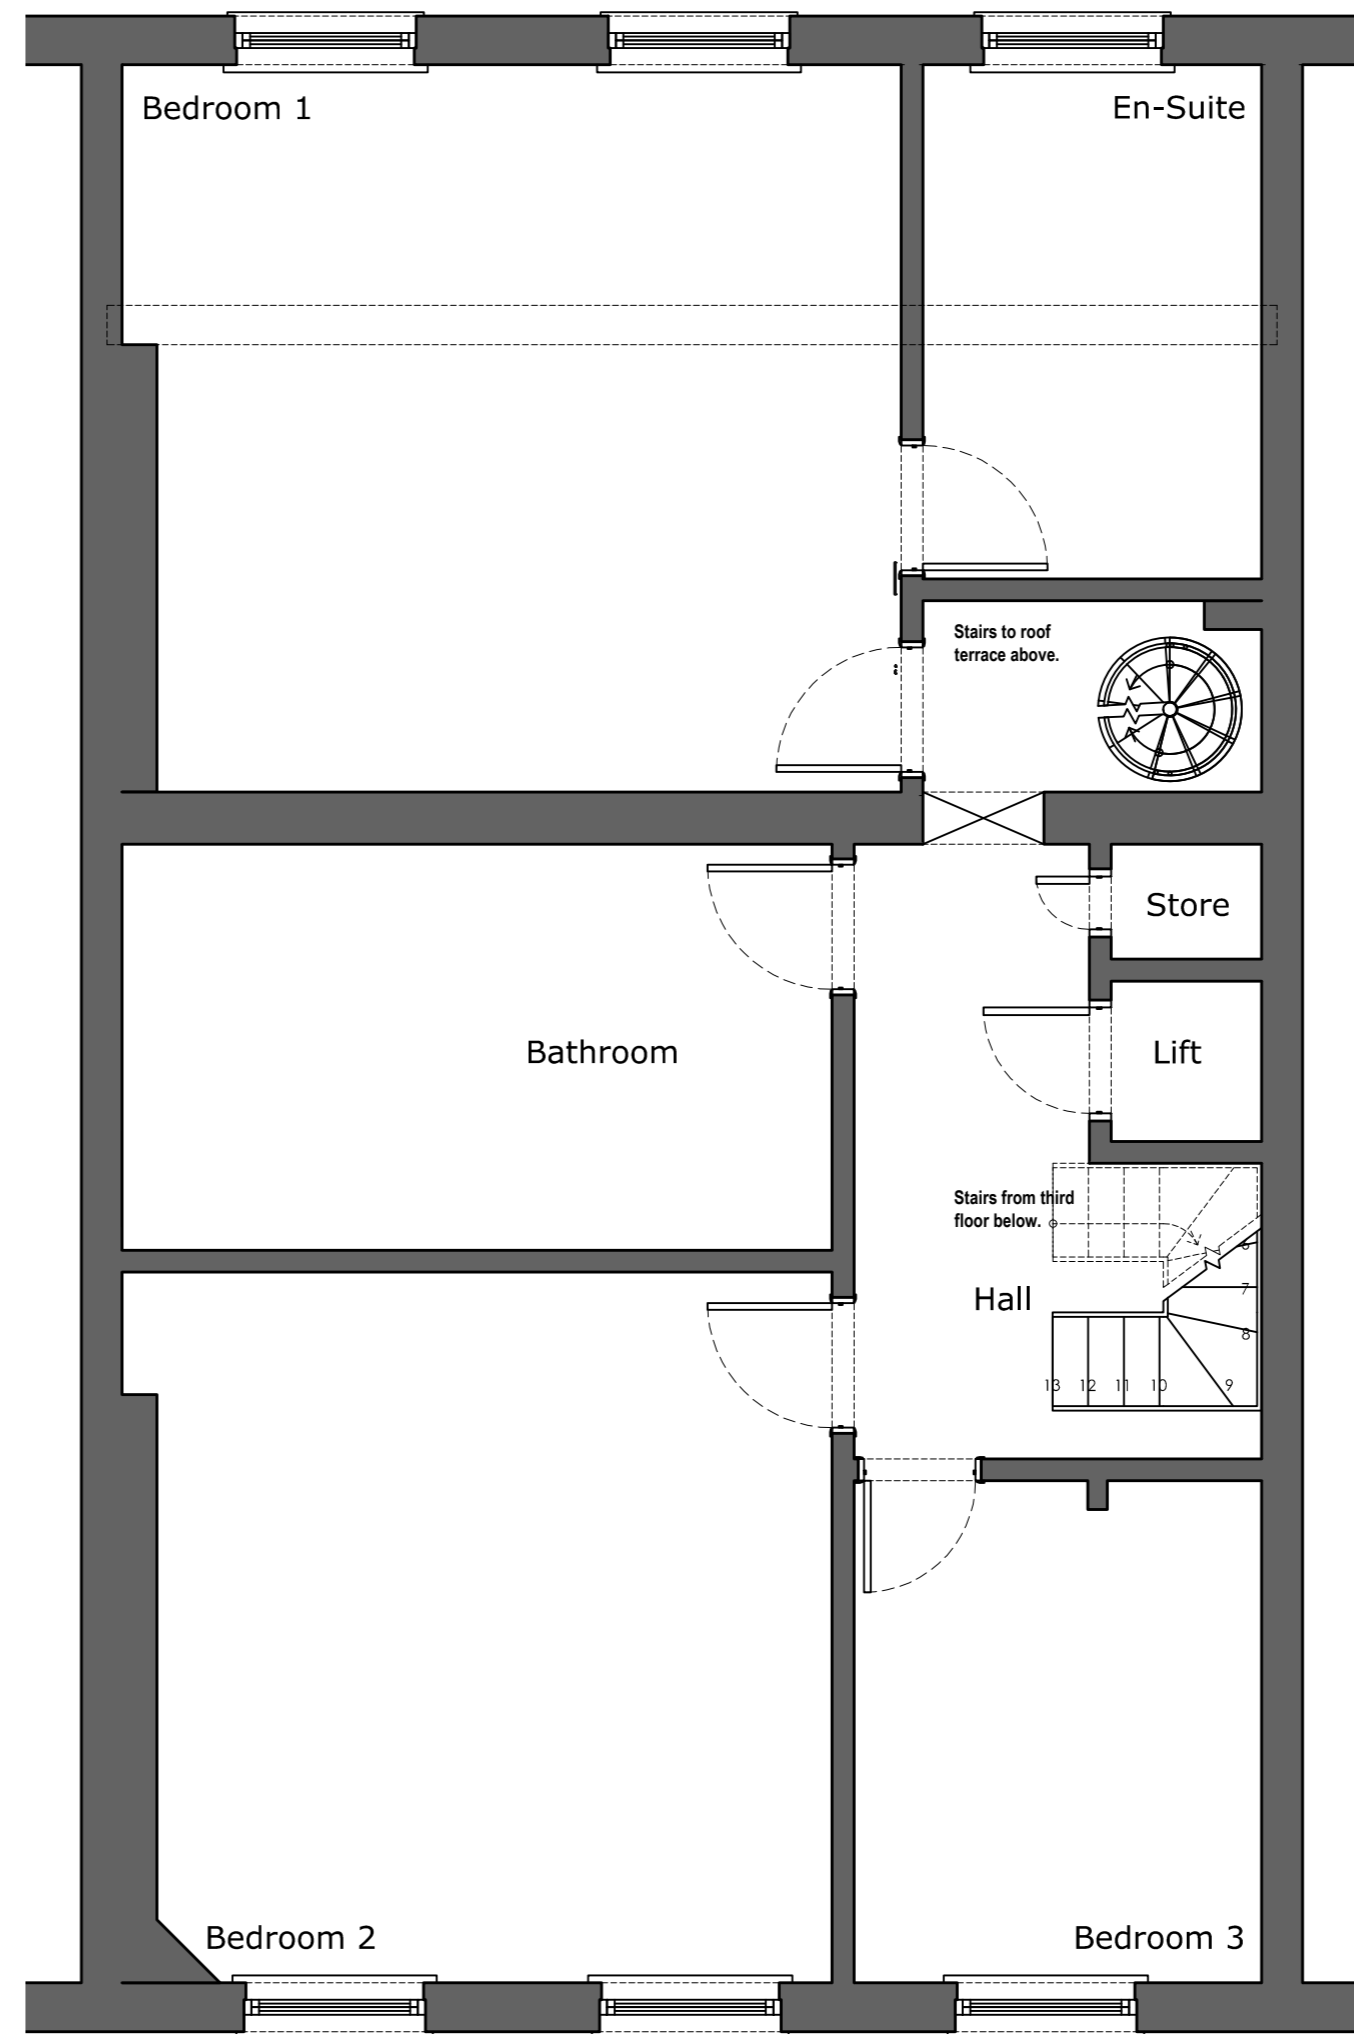 Bedroom 1
En-Suite
Stairs to roof
terrace above.
Store
Lift
Bathroom
Stairs from third
floor below.
6
7
Hall
8
13 12 11 10 9
Bedroom 2
Bedroom 3